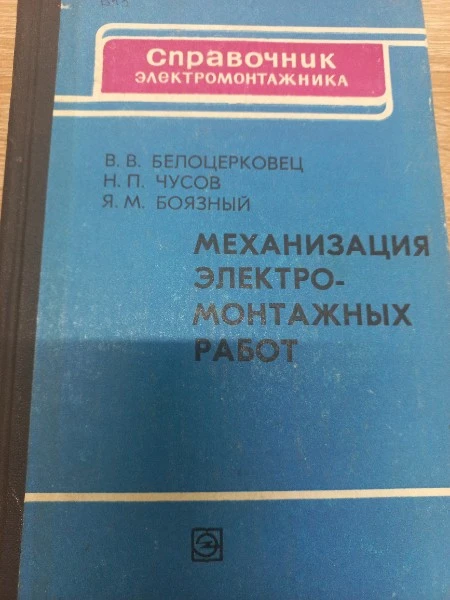 Справочник
ЭЛЕКТРОМОНТАЖНИКА
В. В. БЕЛОЦЕРКОВЕЦ
Н. П. ЧУСОВ
Я. М. БОЯЗНЫЙ
МЕХАНИЗАЦИЯ
ЭЛЕКТРО-
МОНТАЖНЫХ
РАБОТ